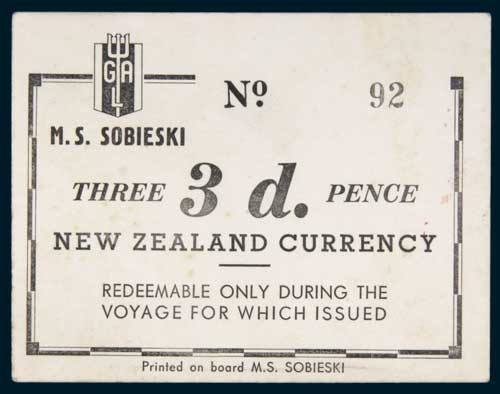 GAL
Nº 92
M.S. SOBIESKI
THREE 3 d. PENCE
NEW ZEALAND CURRENCY
REDEEMABLE ONLY DURING THE
VOYAGE FOR WHICH ISSUED
Printed on board M.S. SOBIESKI